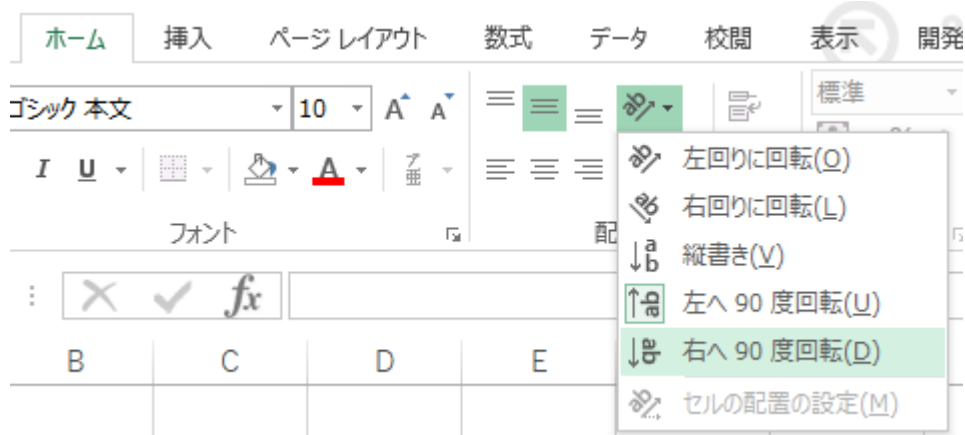 ホーム 挿入 ページ レイアウト 数式 データ 校閲 表示 開発
ゴシック 本文 10 A A 標準
I U A ア亜
フォント 配
fx
B C D E
左回りに回転(O)
右回りに回転(L)
縦書き(V)
左へ 90 度回転(U)
右へ 90 度回転(D)
セルの配置の設定(M)